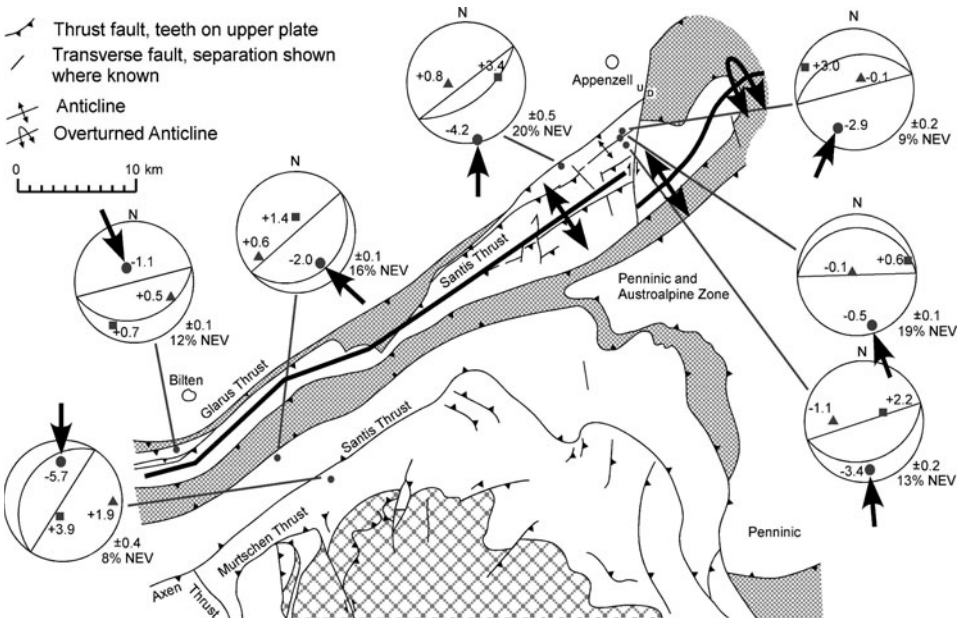 Thrust fault, teeth on upper plate
Transverse fault, separation shown
where known
Anticline
Overturned Anticline
0
10 km
N
+0.8
+3.4
-4.2
±0.5
20% NEV
Appenzell
U
D
N
+3.0
-0.1
-2.9
±0.2
9% NEV
N
+1.4
+0.6
-2.0
±0.1
16% NEV
N
-1.1
+0.5
+0.7
±0.1
12% NEV
Santis Thrust
Penninic and
Austroalpine Zone
N
-0.1
+0.6
-0.5
±0.1
19% NEV
Bilten
Glarus Thrust
Santis Thrust
N
-1.1
+2.2
-3.4
±0.2
13% NEV
N
-5.7
+3.9
+1.9
±0.4
8% NEV
Murtschen Thrust
Axen
Thrust
Penninic